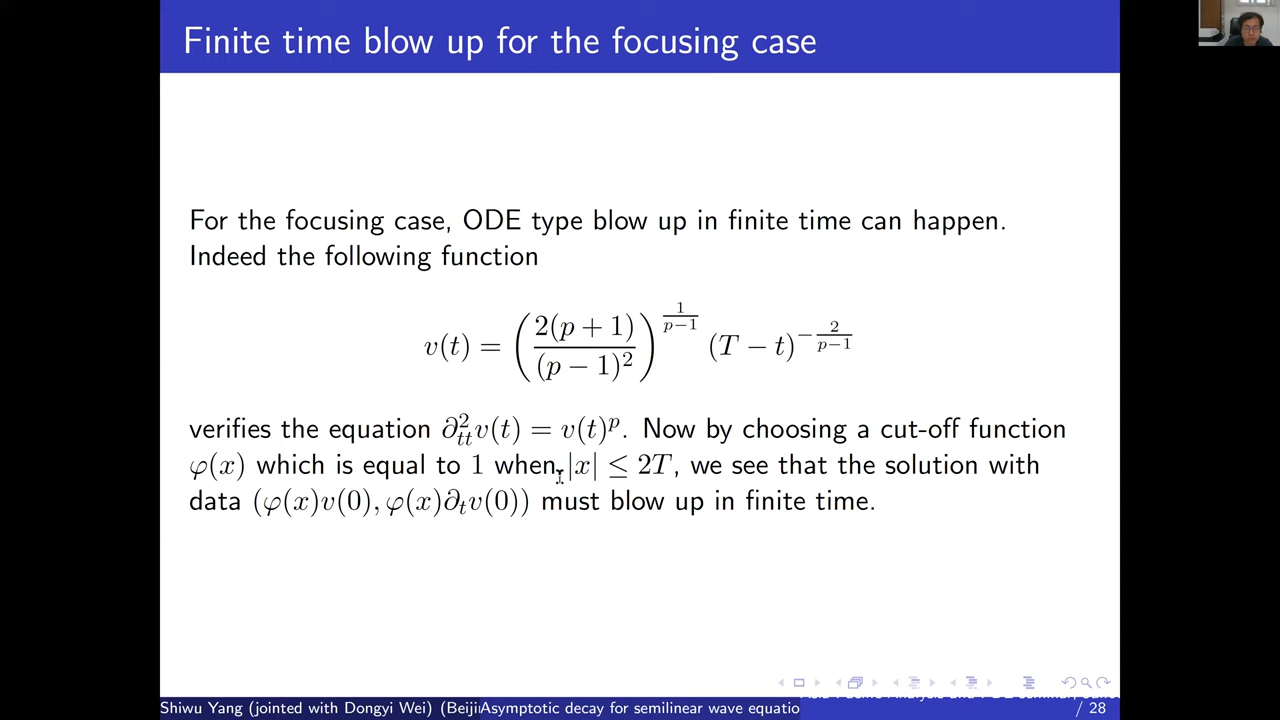 Finite time blow up for the focusing case
For the focusing case, ODE type blow up in finite time can happen.
Indeed the following function
v(t) = (2(p + 1)/(p − 1)²)^{1/(p−1)} (T − t)^{−2/(p−1)}
verifies the equation ∂²ₜₜv(t) = v(t)ᵖ. Now by choosing a cut-off function
φ(x) which is equal to 1 when |x| ≤ 2T, we see that the solution with
data (φ(x)v(0), φ(x)∂ₜv(0)) must blow up in finite time.
Shiwu Yang (jointed with Dongyi Wei) (Beiji Asymptotic decay for semilinear wave equatio / 28